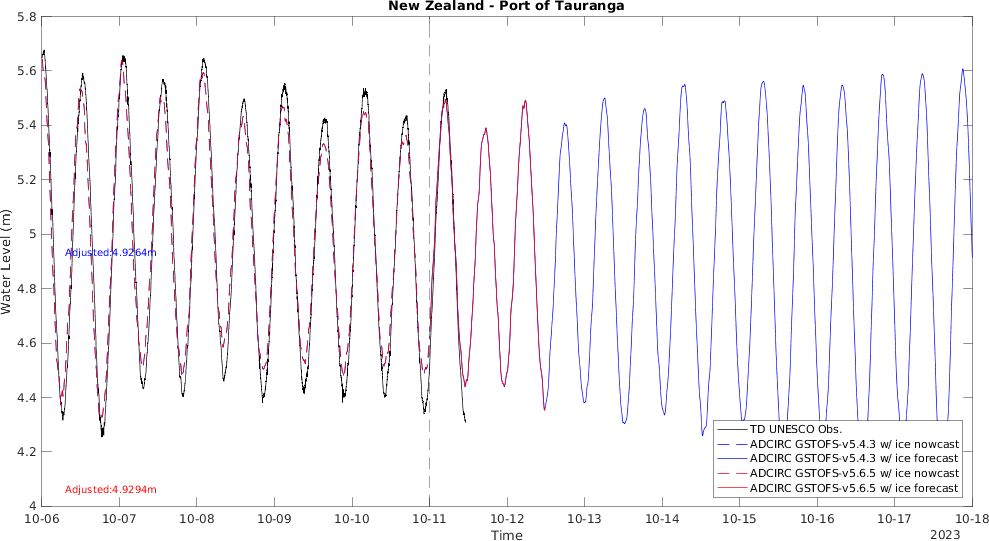 New Zealand - Port of Tauranga
5.8
5.6
5.4
5.2
5
4.8
4.6
4.4
4.2
4
Water Level (m)
Adjusted:4.9264m
Adjusted:4.9294m
TD UNESCO Obs.
ADCIRC GSTOFS-v5.4.3 w/ ice nowcast
ADCIRC GSTOFS-v5.4.3 w/ ice forecast
ADCIRC GSTOFS-v5.6.5 w/ ice nowcast
ADCIRC GSTOFS-v5.6.5 w/ ice forecast
10-06 10-07 10-08 10-09 10-10 10-11 10-12 10-13 10-14 10-15 10-16 10-17 10-18
Time
2023